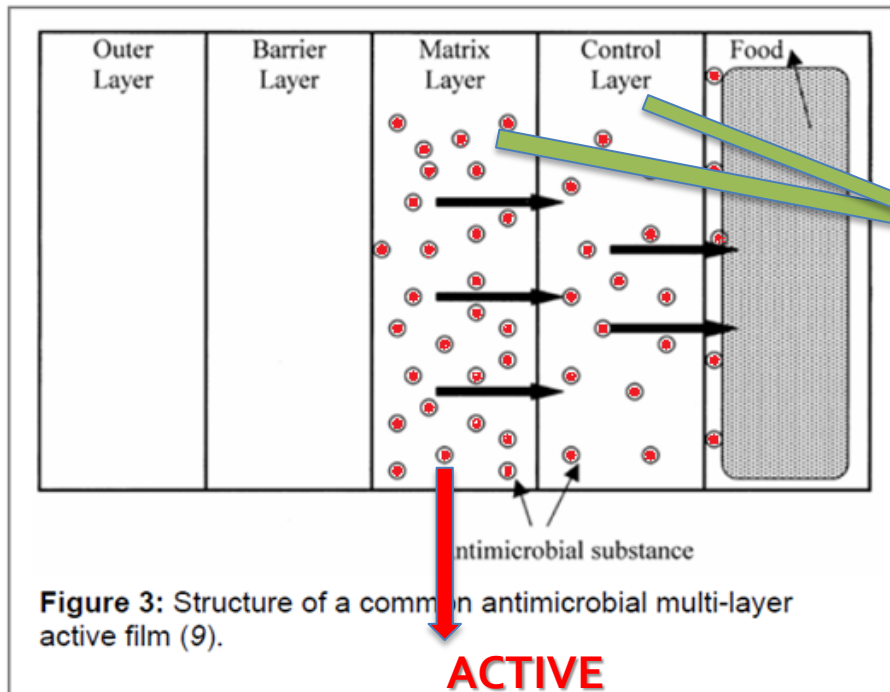 Outer
Layer
Barrier
Layer
Matrix
Layer
Control
Layer
Food
ntimicrobial substance
Figure 3: Structure of a common antimicrobial multi-layer
active film (9).
ACTIVE